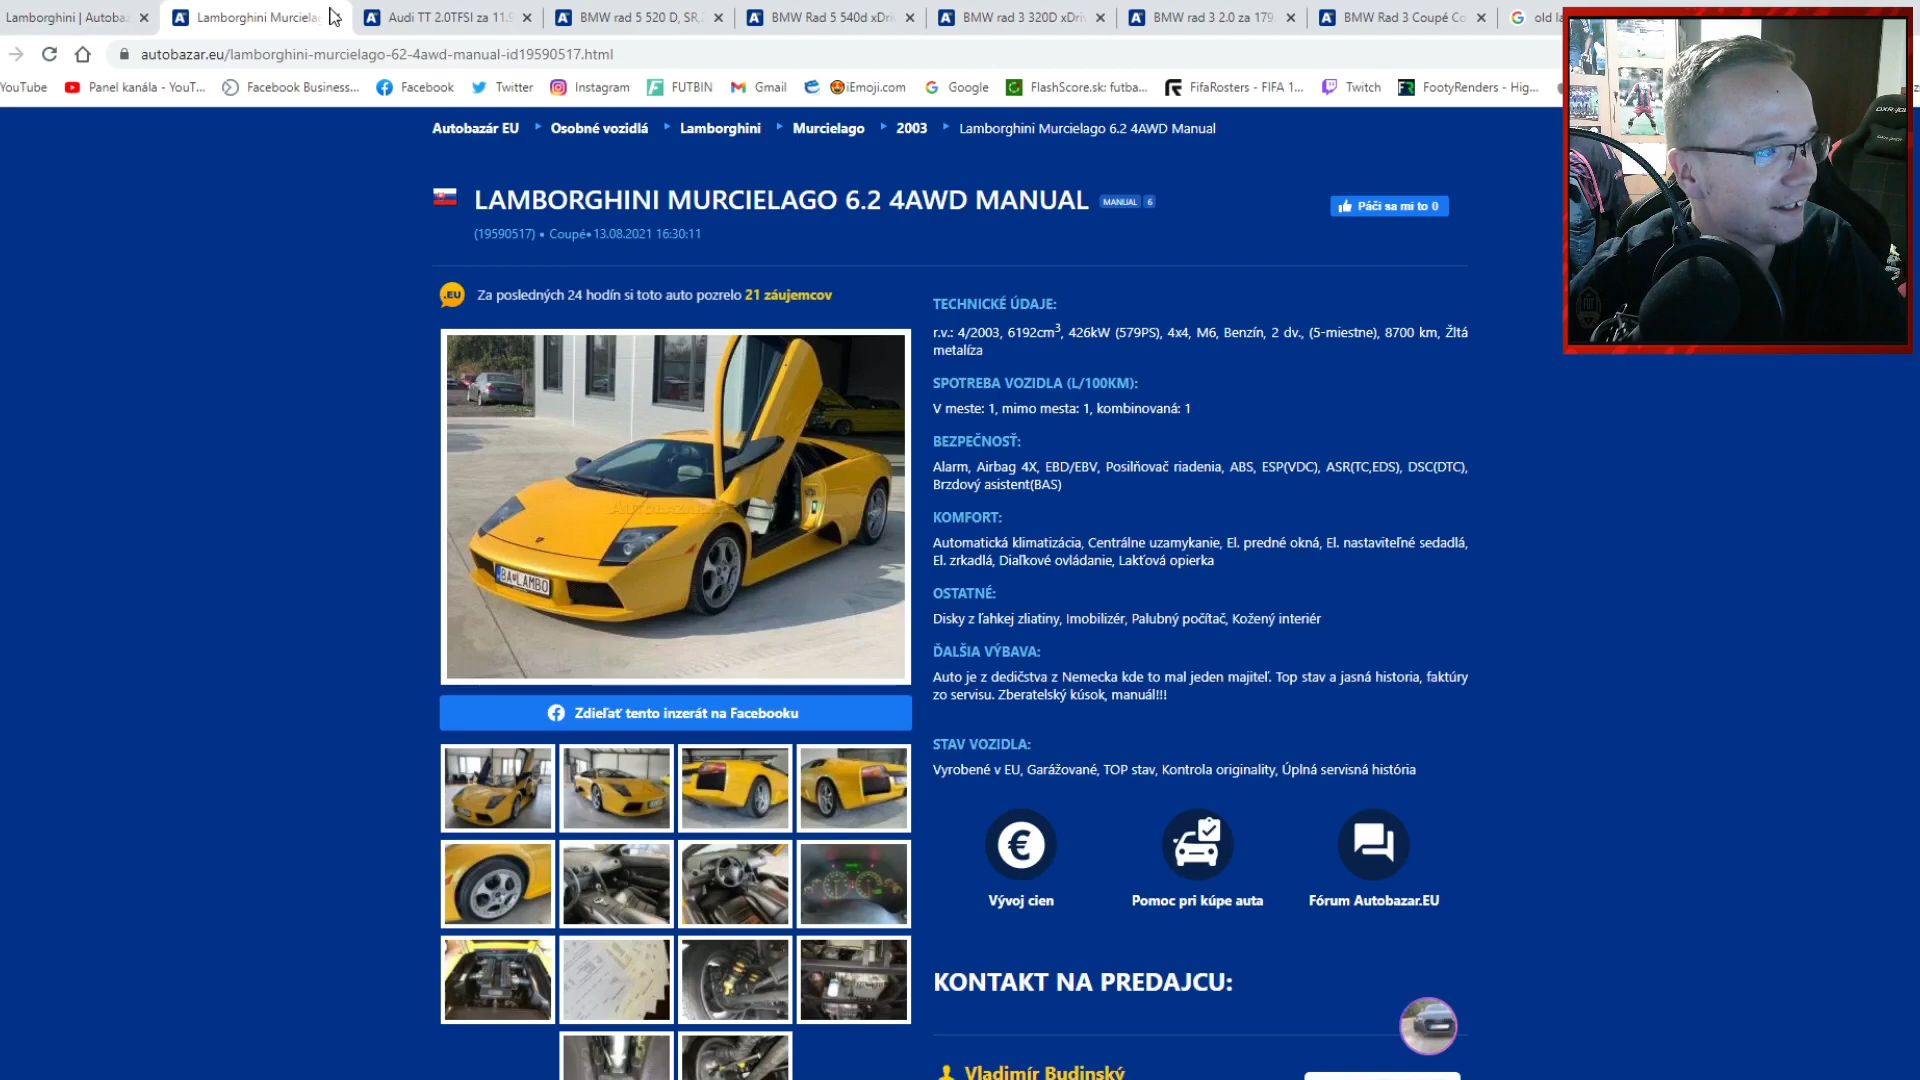 Lamborghini | Autobaz
Lamborghini Murciela
Audi TT 2.0TFSI za 11.9
BMW rad 5 520 D, SR,
BMW Rad 5 540d xDri
BMW rad 3 320D xDri
BMW rad 3 2.0 za 179
BMW Rad 3 Coupé Co
old la
autobazar.eu/lamborghini-murcielago-62-4awd-manual-id19590517.html
YouTube
Panel kanála - YouT...
Facebook Business...
Facebook
Twitter
Instagram
FUTBIN
Gmail
iEmoji.com
Google
FlashScore.sk: futba...
FifaRosters - FIFA 1...
Twitch
FootyRenders - Hig...
Autobazár EU
Osobné vozidlá
Lamborghini
Murcielago
2003
Lamborghini Murcielago 6.2 4AWD Manual
LAMBORGHINI MURCIELAGO 6.2 4AWD MANUAL
MANUAL 6
Páči sa mi to 0
(19590517) • Coupé• 13.08.2021 16:30:11
.EU
Za posledných 24 hodín si toto auto pozrelo 21 záujemcov
BA LAMBO
Zdieľať tento inzerát na Facebooku
TECHNICKÉ ÚDAJE:
r.v.: 4/2003, 6192cm3, 426kW (579PS), 4x4, M6, Benzín, 2 dv., (5-miestne), 8700 km, Žltá
metalíza
SPOTREBA VOZIDLA (L/100KM):
V meste: 1, mimo mesta: 1, kombinovaná: 1
BEZPEČNOSŤ:
Alarm, Airbag 4X, EBD/EBV, Posilňovač riadenia, ABS, ESP(VDC), ASR(TC,EDS), DSC(DTC),
Brzdový asistent(BAS)
KOMFORT:
Automatická klimatizácia, Centrálne uzamykanie, El. predné okná, El. nastaviteľné sedadlá,
El. zrkadlá, Diaľkové ovládanie, Lakťová opierka
OSTATNÉ:
Disky z ľahkej zliatiny, Imobilizér, Palubný počítač, Kožený interiér
ĎALŠIA VÝBAVA:
Auto je z dedičstva z Nemecka kde to mal jeden majiteľ. Top stav a jasná historia, faktúry
zo servisu. Zberatelský kúsok, manuál!!!
STAV VOZIDLA:
Vyrobené v EU, Garážované, TOP stav, Kontrola originality, Úplná servisná história
Vývoj cien
Pomoc pri kúpe auta
Fórum Autobazar.EU
KONTAKT NA PREDAJCU:
Vladimír Budinský